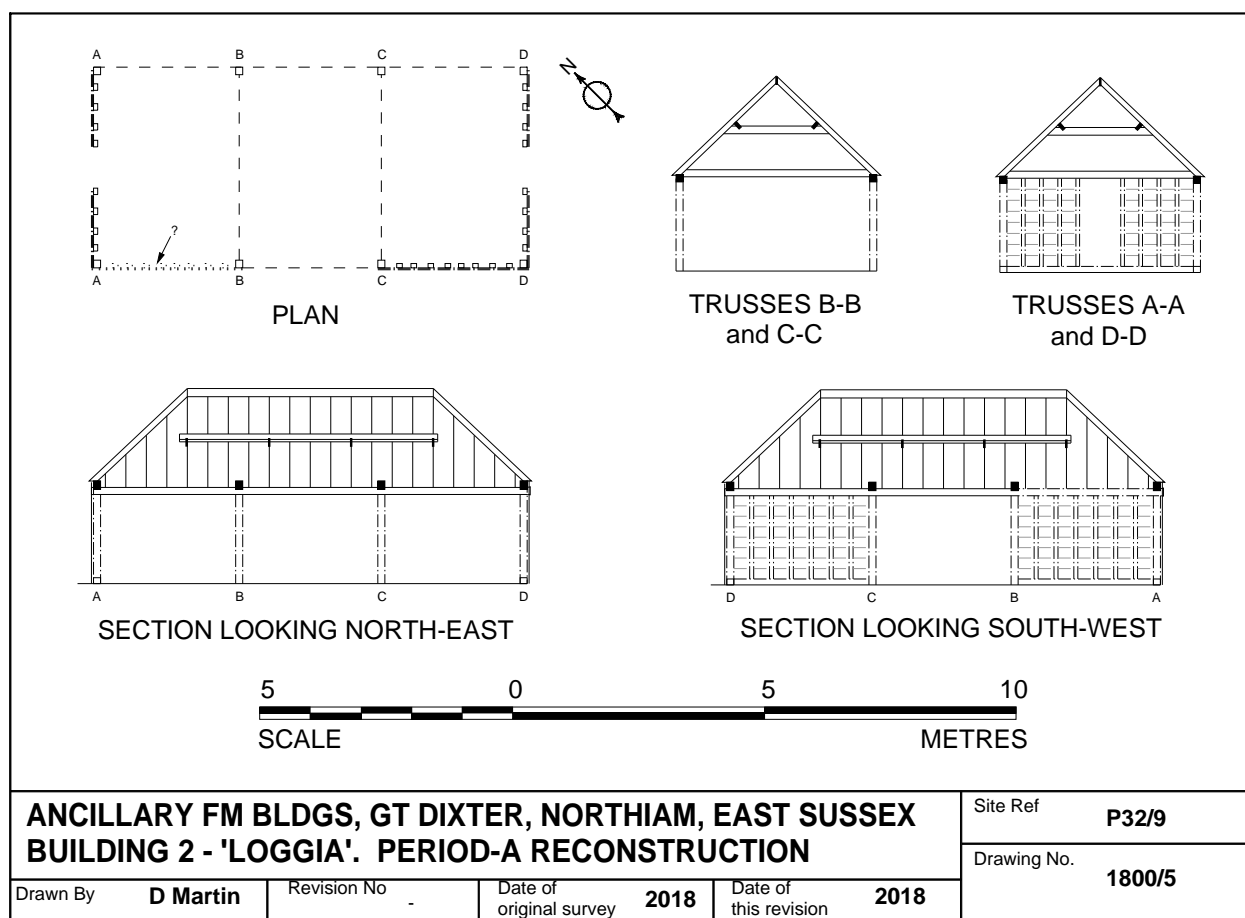 A B C D
N
?
A B C D
PLAN
TRUSSES B-B
and C-C
TRUSSES A-A
and D-D
A B C D
SECTION LOOKING NORTH-EAST
D C B A
SECTION LOOKING SOUTH-WEST
5 0 5 10
SCALE METRES
ANCILLARY FM BLDGS, GT DIXTER, NORTHIAM, EAST SUSSEX
BUILDING 2 - 'LOGGIA'. PERIOD-A RECONSTRUCTION
Site Ref P32/9
Drawing No. 1800/5
Drawn By D Martin
Revision No -
Date of
original survey 2018
Date of
this revision 2018